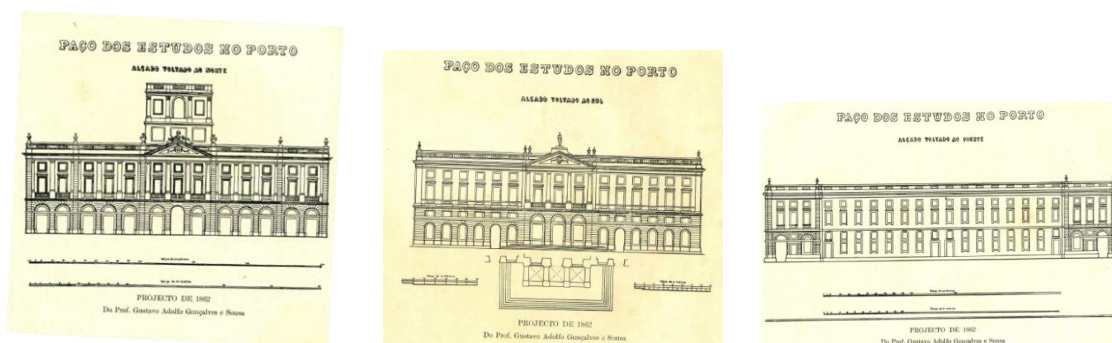 PAÇO DOS ESTUDOS NO PORTO
ALÇADO VOLTADO AO NORTE
PROJECTO DE 1862
Do Prof. Gustavo Adolfo Gonçalves e Sousa
PAÇO DOS ESTUDOS NO PORTO
ALÇADO VOLTADO AO SUL
PROJECTO DE 1862
Do Prof. Gustavo Adolfo Gonçalves e Sousa
PAÇO DOS ESTUDOS NO PORTO
ALÇADO VOLTADO AO POENTE
PROJECTO DE 1862
Do Prof. Gustavo Adolfo Gonçalves e Sousa